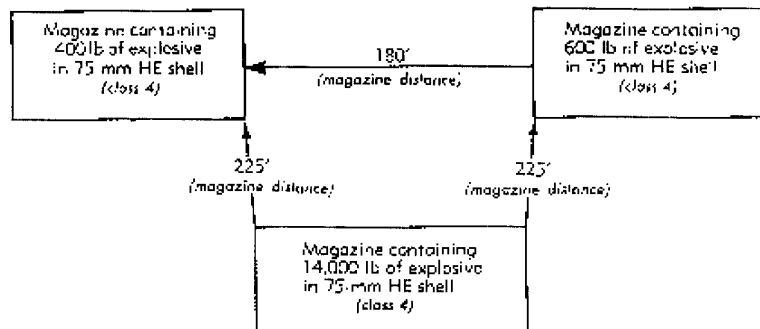 Magazine containing
400 lb of explosive
in 75 mm HE shell
(class 4)
180′
(magazine distance)
Magazine containing
600 lb of explosive
in 75 mm HE shell
(class 4)
225′
(magazine distance)
225′
(magazine distance)
Magazine containing
14,000 lb of explosive
in 75-mm HE shell
(class 4)